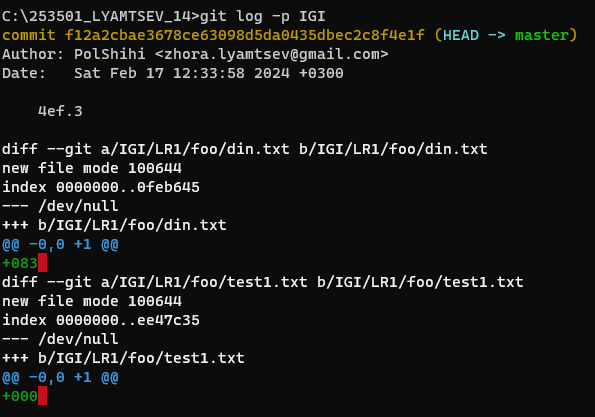 C:\253501_LYAMTSEV_14>git log -p IGI
commit f12a2cbae3678ce63098d5da0435dbec2c8f4e1f (HEAD -> master)
Author: PolShihi <zhora.lyamtsev@gmail.com>
Date:   Sat Feb 17 12:33:58 2024 +0300
    4ef.3
diff --git a/IGI/LR1/foo/din.txt b/IGI/LR1/foo/din.txt
new file mode 100644
index 0000000..0feb645
--- /dev/null
+++ b/IGI/LR1/foo/din.txt
@@ -0,0 +1 @@
+083
diff --git a/IGI/LR1/foo/test1.txt b/IGI/LR1/foo/test1.txt
new file mode 100644
index 0000000..ee47c35
--- /dev/null
+++ b/IGI/LR1/foo/test1.txt
@@ -0,0 +1 @@
+000